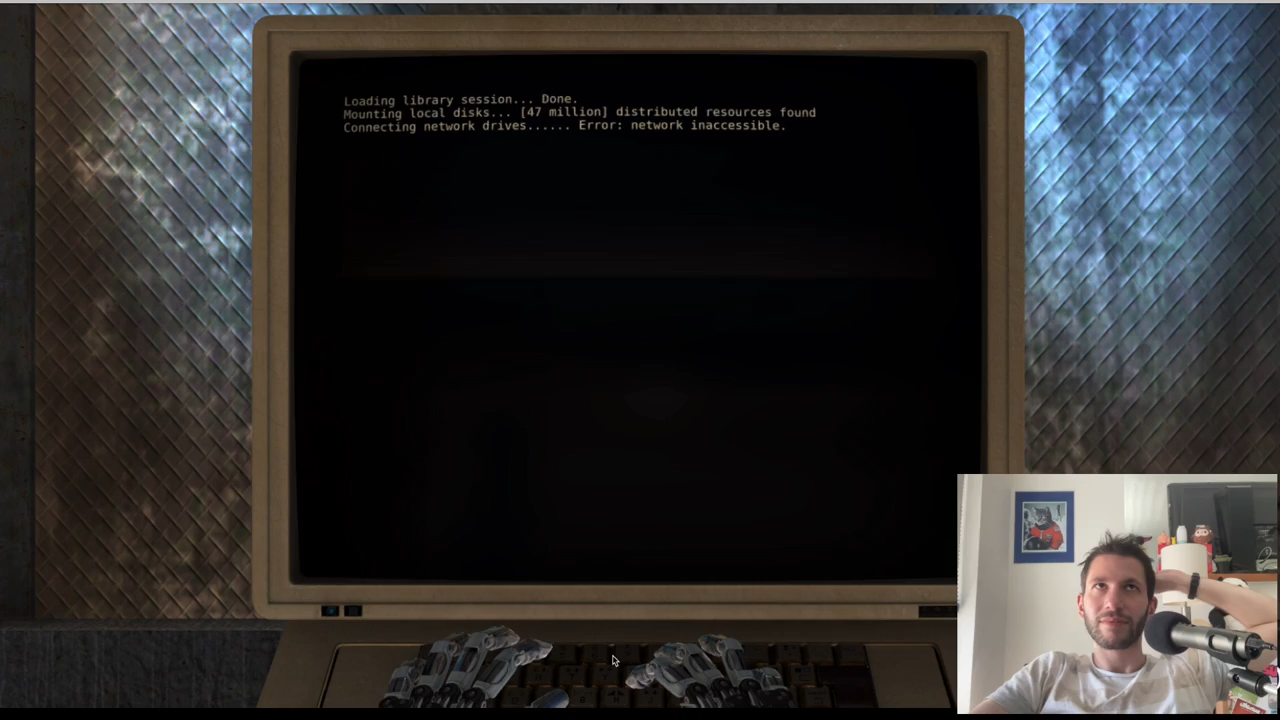 Loading library session... Done.
Mounting local disks... [47 million] distributed resources found
Connecting network drives...... Error: network inaccessible.